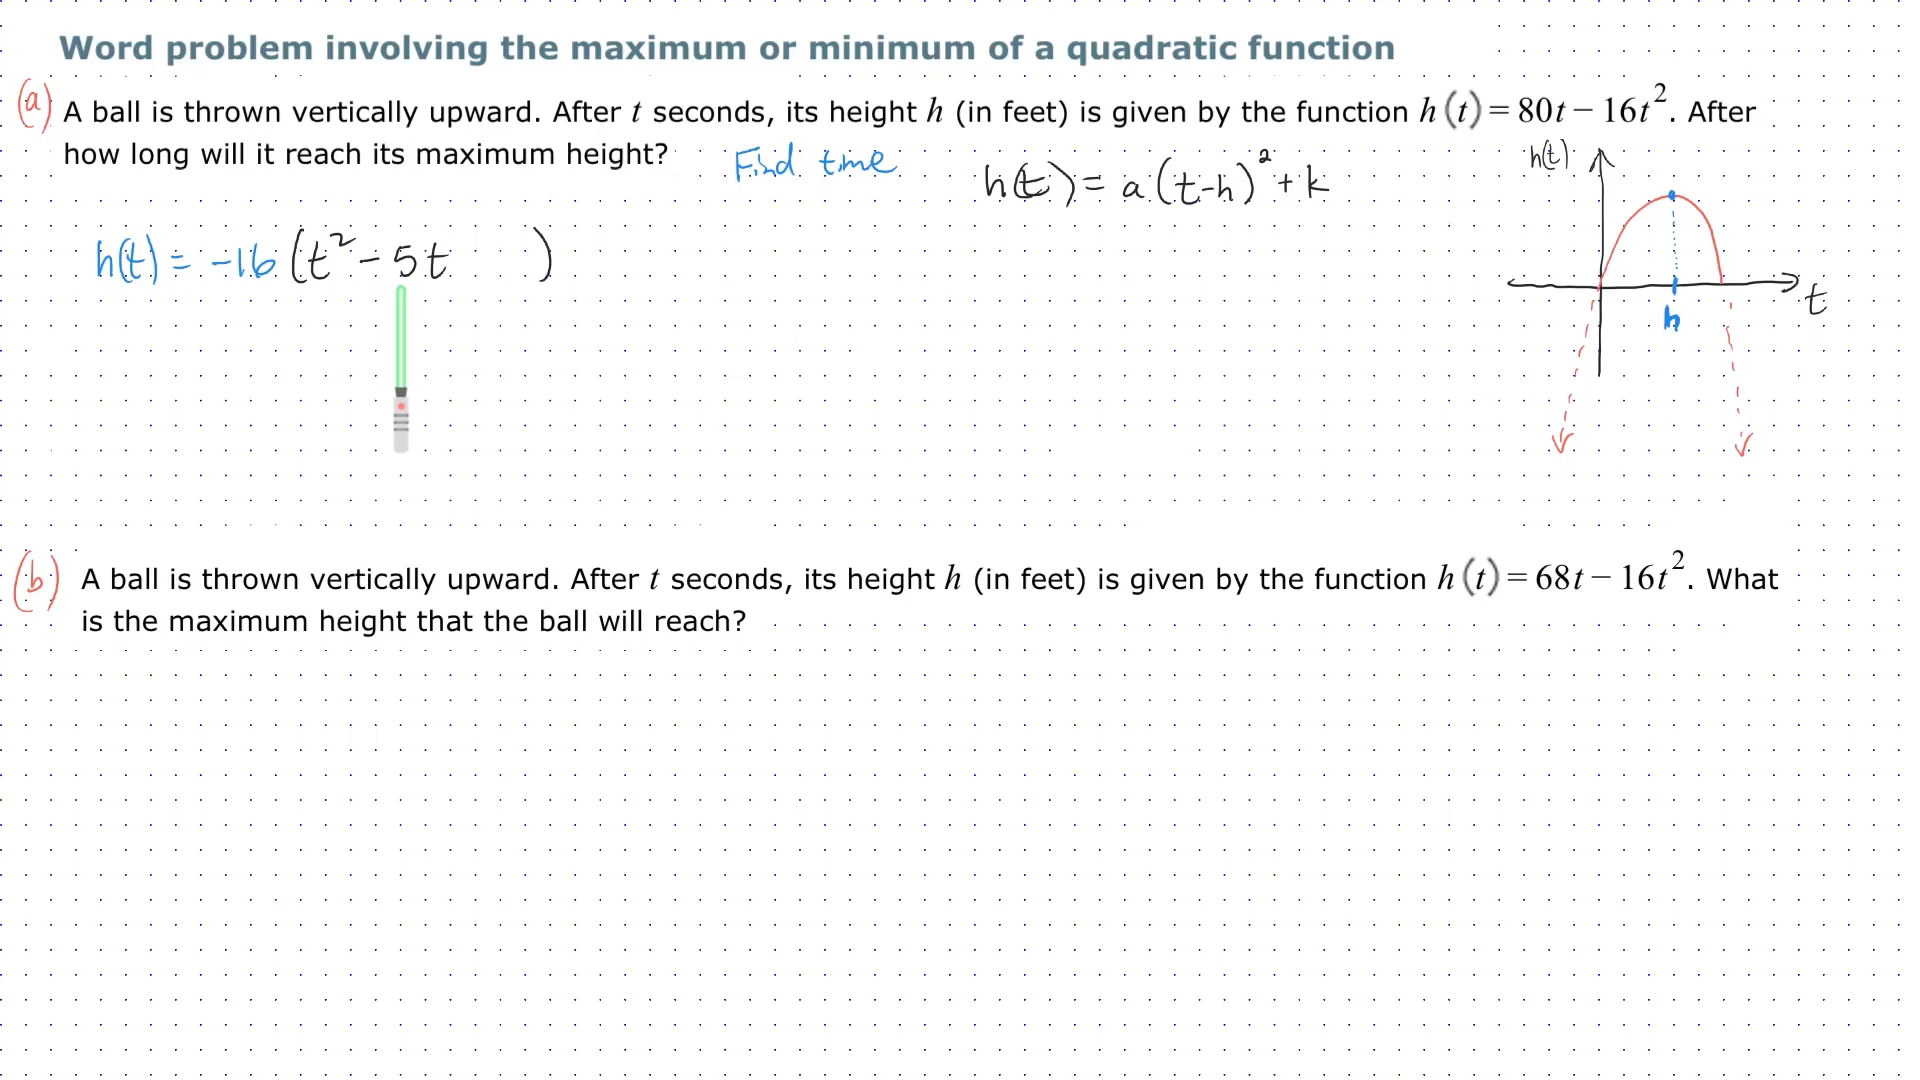 Word problem involving the maximum or minimum of a quadratic function
(a) A ball is thrown vertically upward. After t seconds, its height h (in feet) is given by the function h(t) = 80t − 16t². After
how long will it reach its maximum height? Find time
h(t) = a(t-h)² + k
h(t)
h(t) = -16 (t² - 5t )
t
h
(b) A ball is thrown vertically upward. After t seconds, its height h (in feet) is given by the function h(t) = 68t − 16t². What
is the maximum height that the ball will reach?